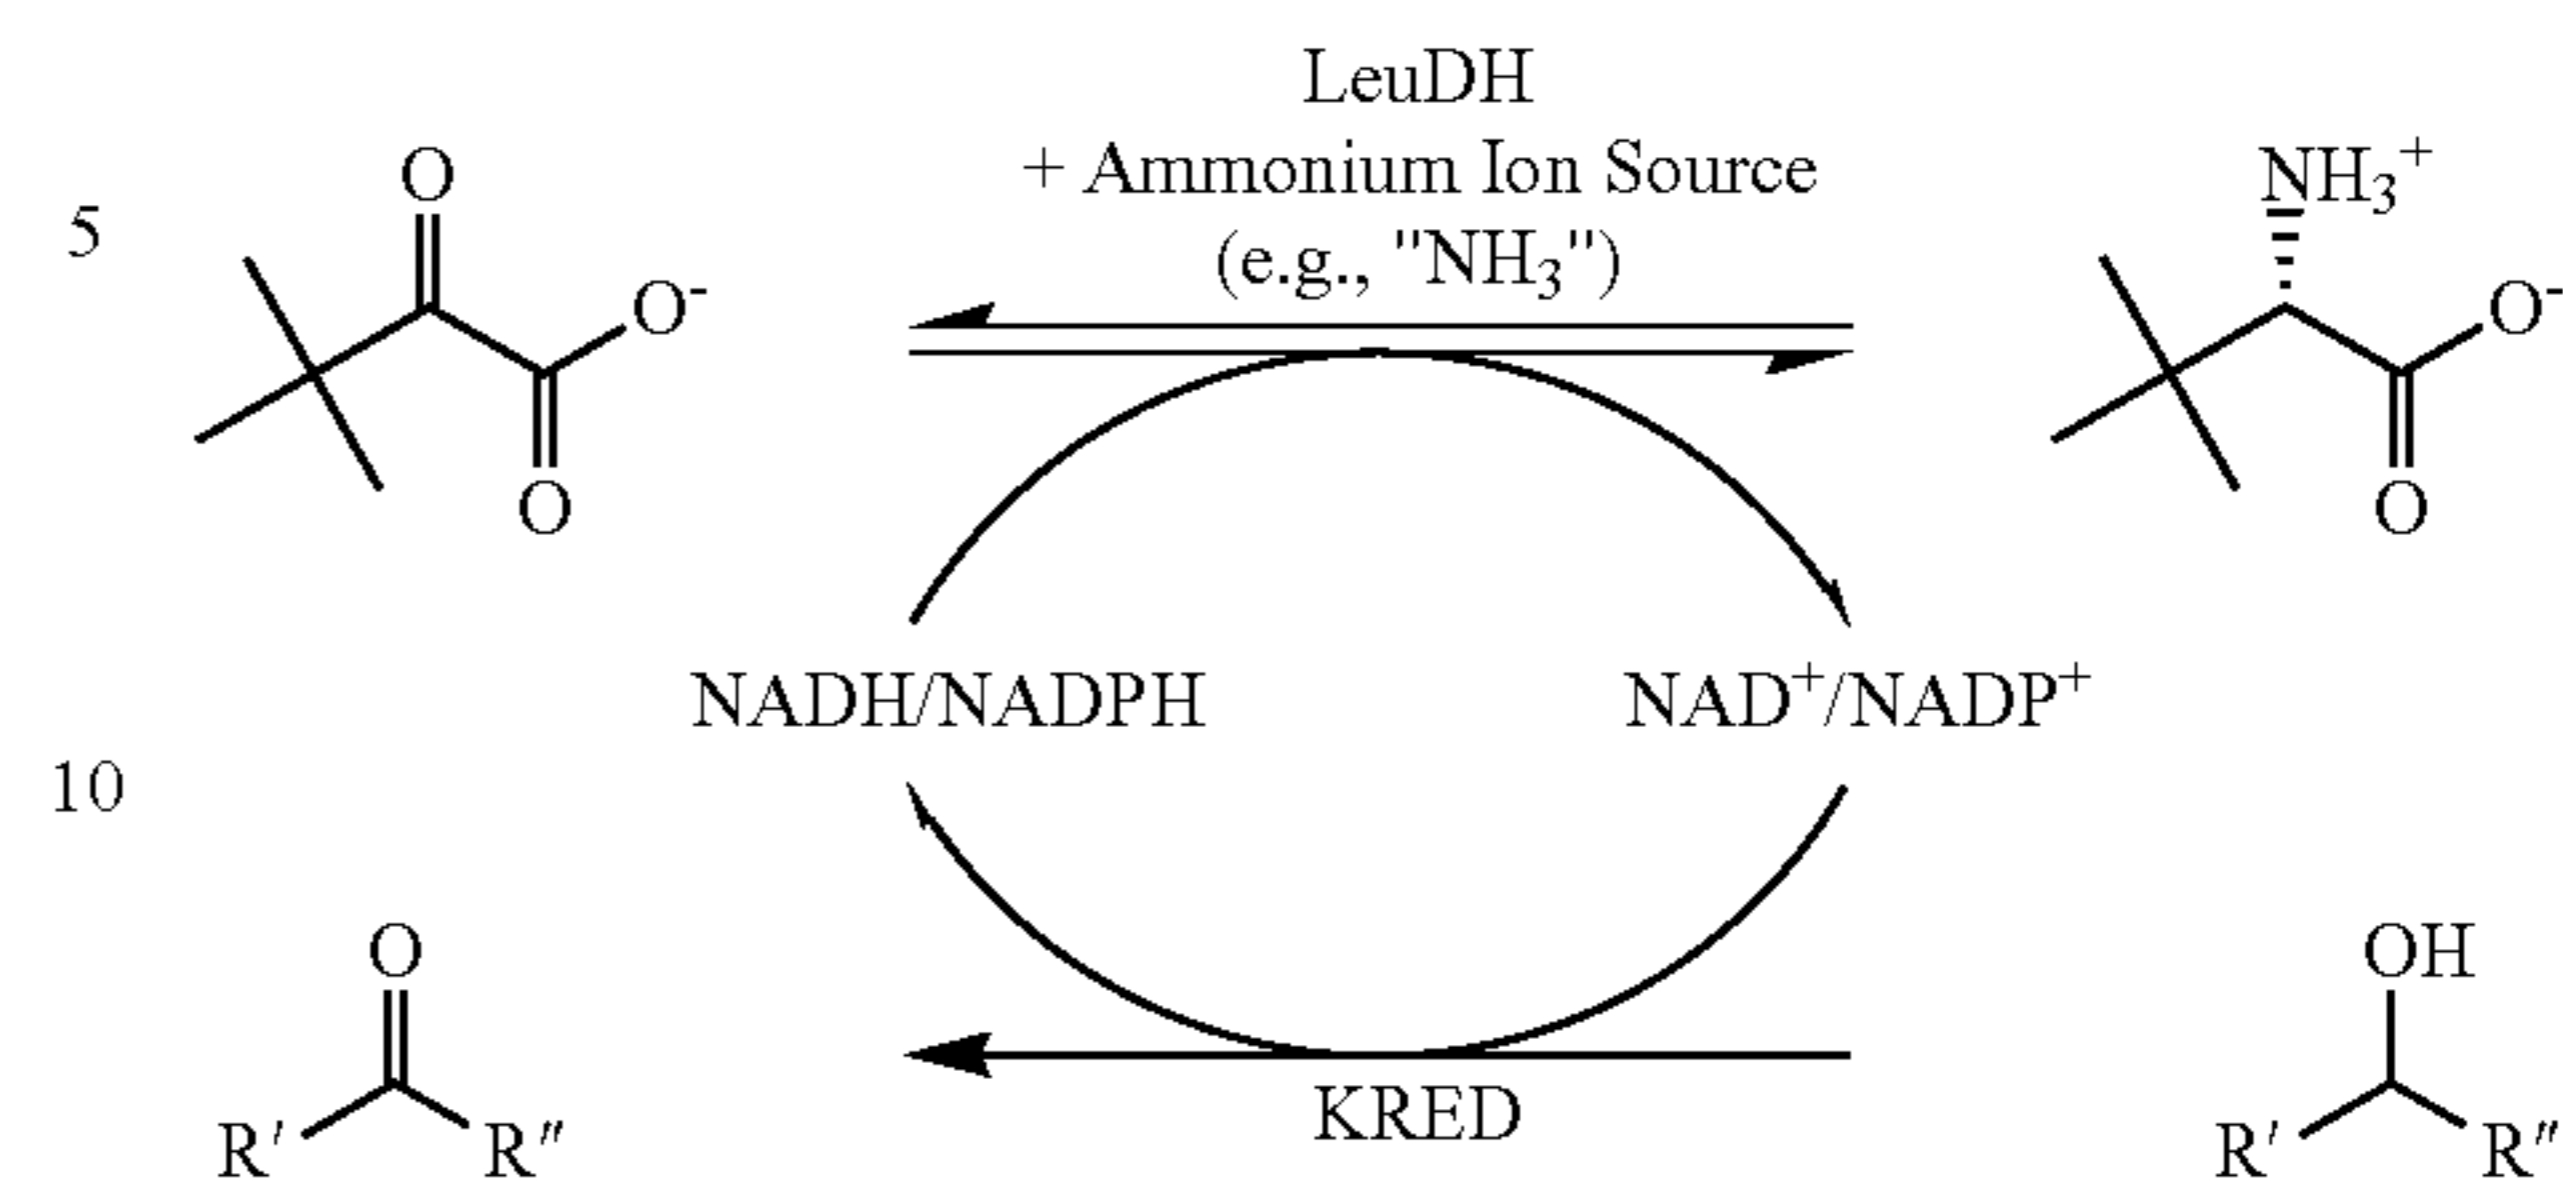 LeuDH
+ Ammonium Ion Source
(e.g., "NH3")
5
O
O-
O
NH3+
O-
O
NADH/NADPH
NAD+/NADP+
10
O
R' R"
KRED
OH
R' R"